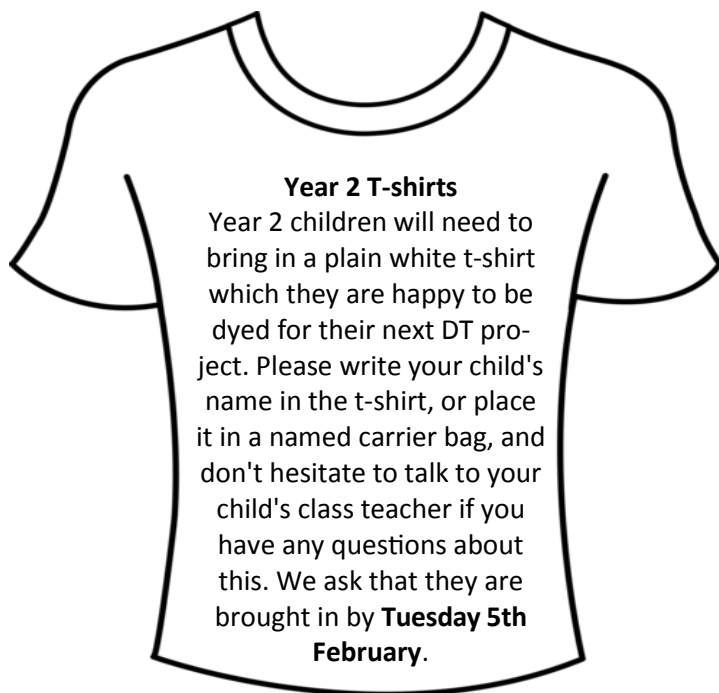 Year 2 T-shirts
Year 2 children will need to
bring in a plain white t-shirt
which they are happy to be
dyed for their next DT pro-
ject. Please write your child's
name in the t-shirt, or place
it in a named carrier bag, and
don't hesitate to talk to your
child's class teacher if you
have any questions about
this. We ask that they are
brought in by Tuesday 5th
February.